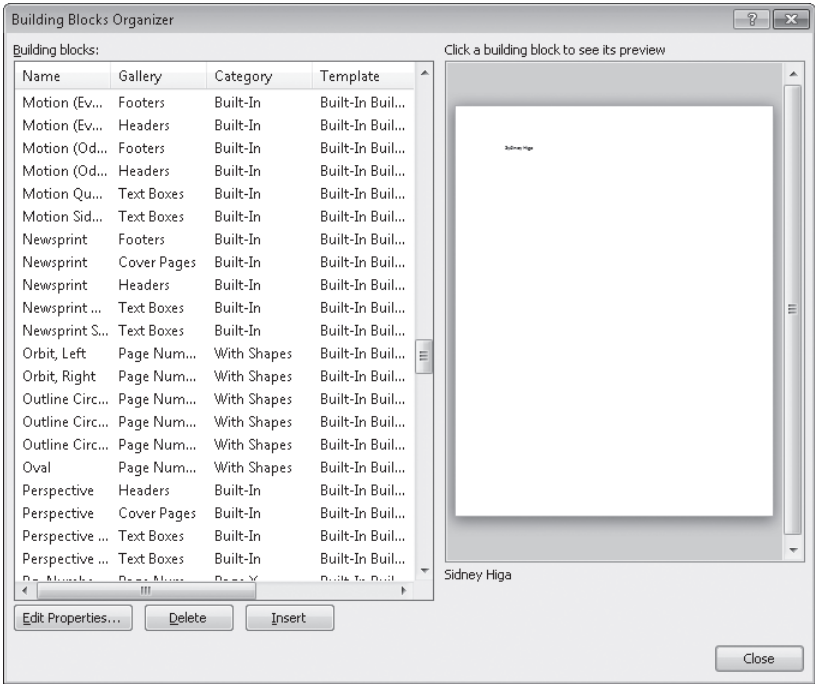 Building Blocks Organizer
Building blocks:
Click a building block to see its preview
Name Gallery Category Template
Motion (Ev... Footers Built-In Built-In Buil...
Motion (Ev... Headers Built-In Built-In Buil...
Motion (Od... Footers Built-In Built-In Buil...
Motion (Od... Headers Built-In Built-In Buil...
Motion Qu... Text Boxes Built-In Built-In Buil...
Motion Sid... Text Boxes Built-In Built-In Buil...
Newsprint Footers Built-In Built-In Buil...
Newsprint Cover Pages Built-In Built-In Buil...
Newsprint Headers Built-In Built-In Buil...
Newsprint ... Text Boxes Built-In Built-In Buil...
Newsprint S... Text Boxes Built-In Built-In Buil...
Orbit, Left Page Num... With Shapes Built-In Buil...
Orbit, Right Page Num... With Shapes Built-In Buil...
Outline Circ... Page Num... With Shapes Built-In Buil...
Outline Circ... Page Num... With Shapes Built-In Buil...
Outline Circ... Page Num... With Shapes Built-In Buil...
Oval Page Num... With Shapes Built-In Buil...
Perspective Headers Built-In Built-In Buil...
Perspective Cover Pages Built-In Built-In Buil...
Perspective ... Text Boxes Built-In Built-In Buil...
Perspective ... Text Boxes Built-In Built-In Buil...
Sidney Higa
Sidney Higa
Edit Properties... Delete Insert
Close